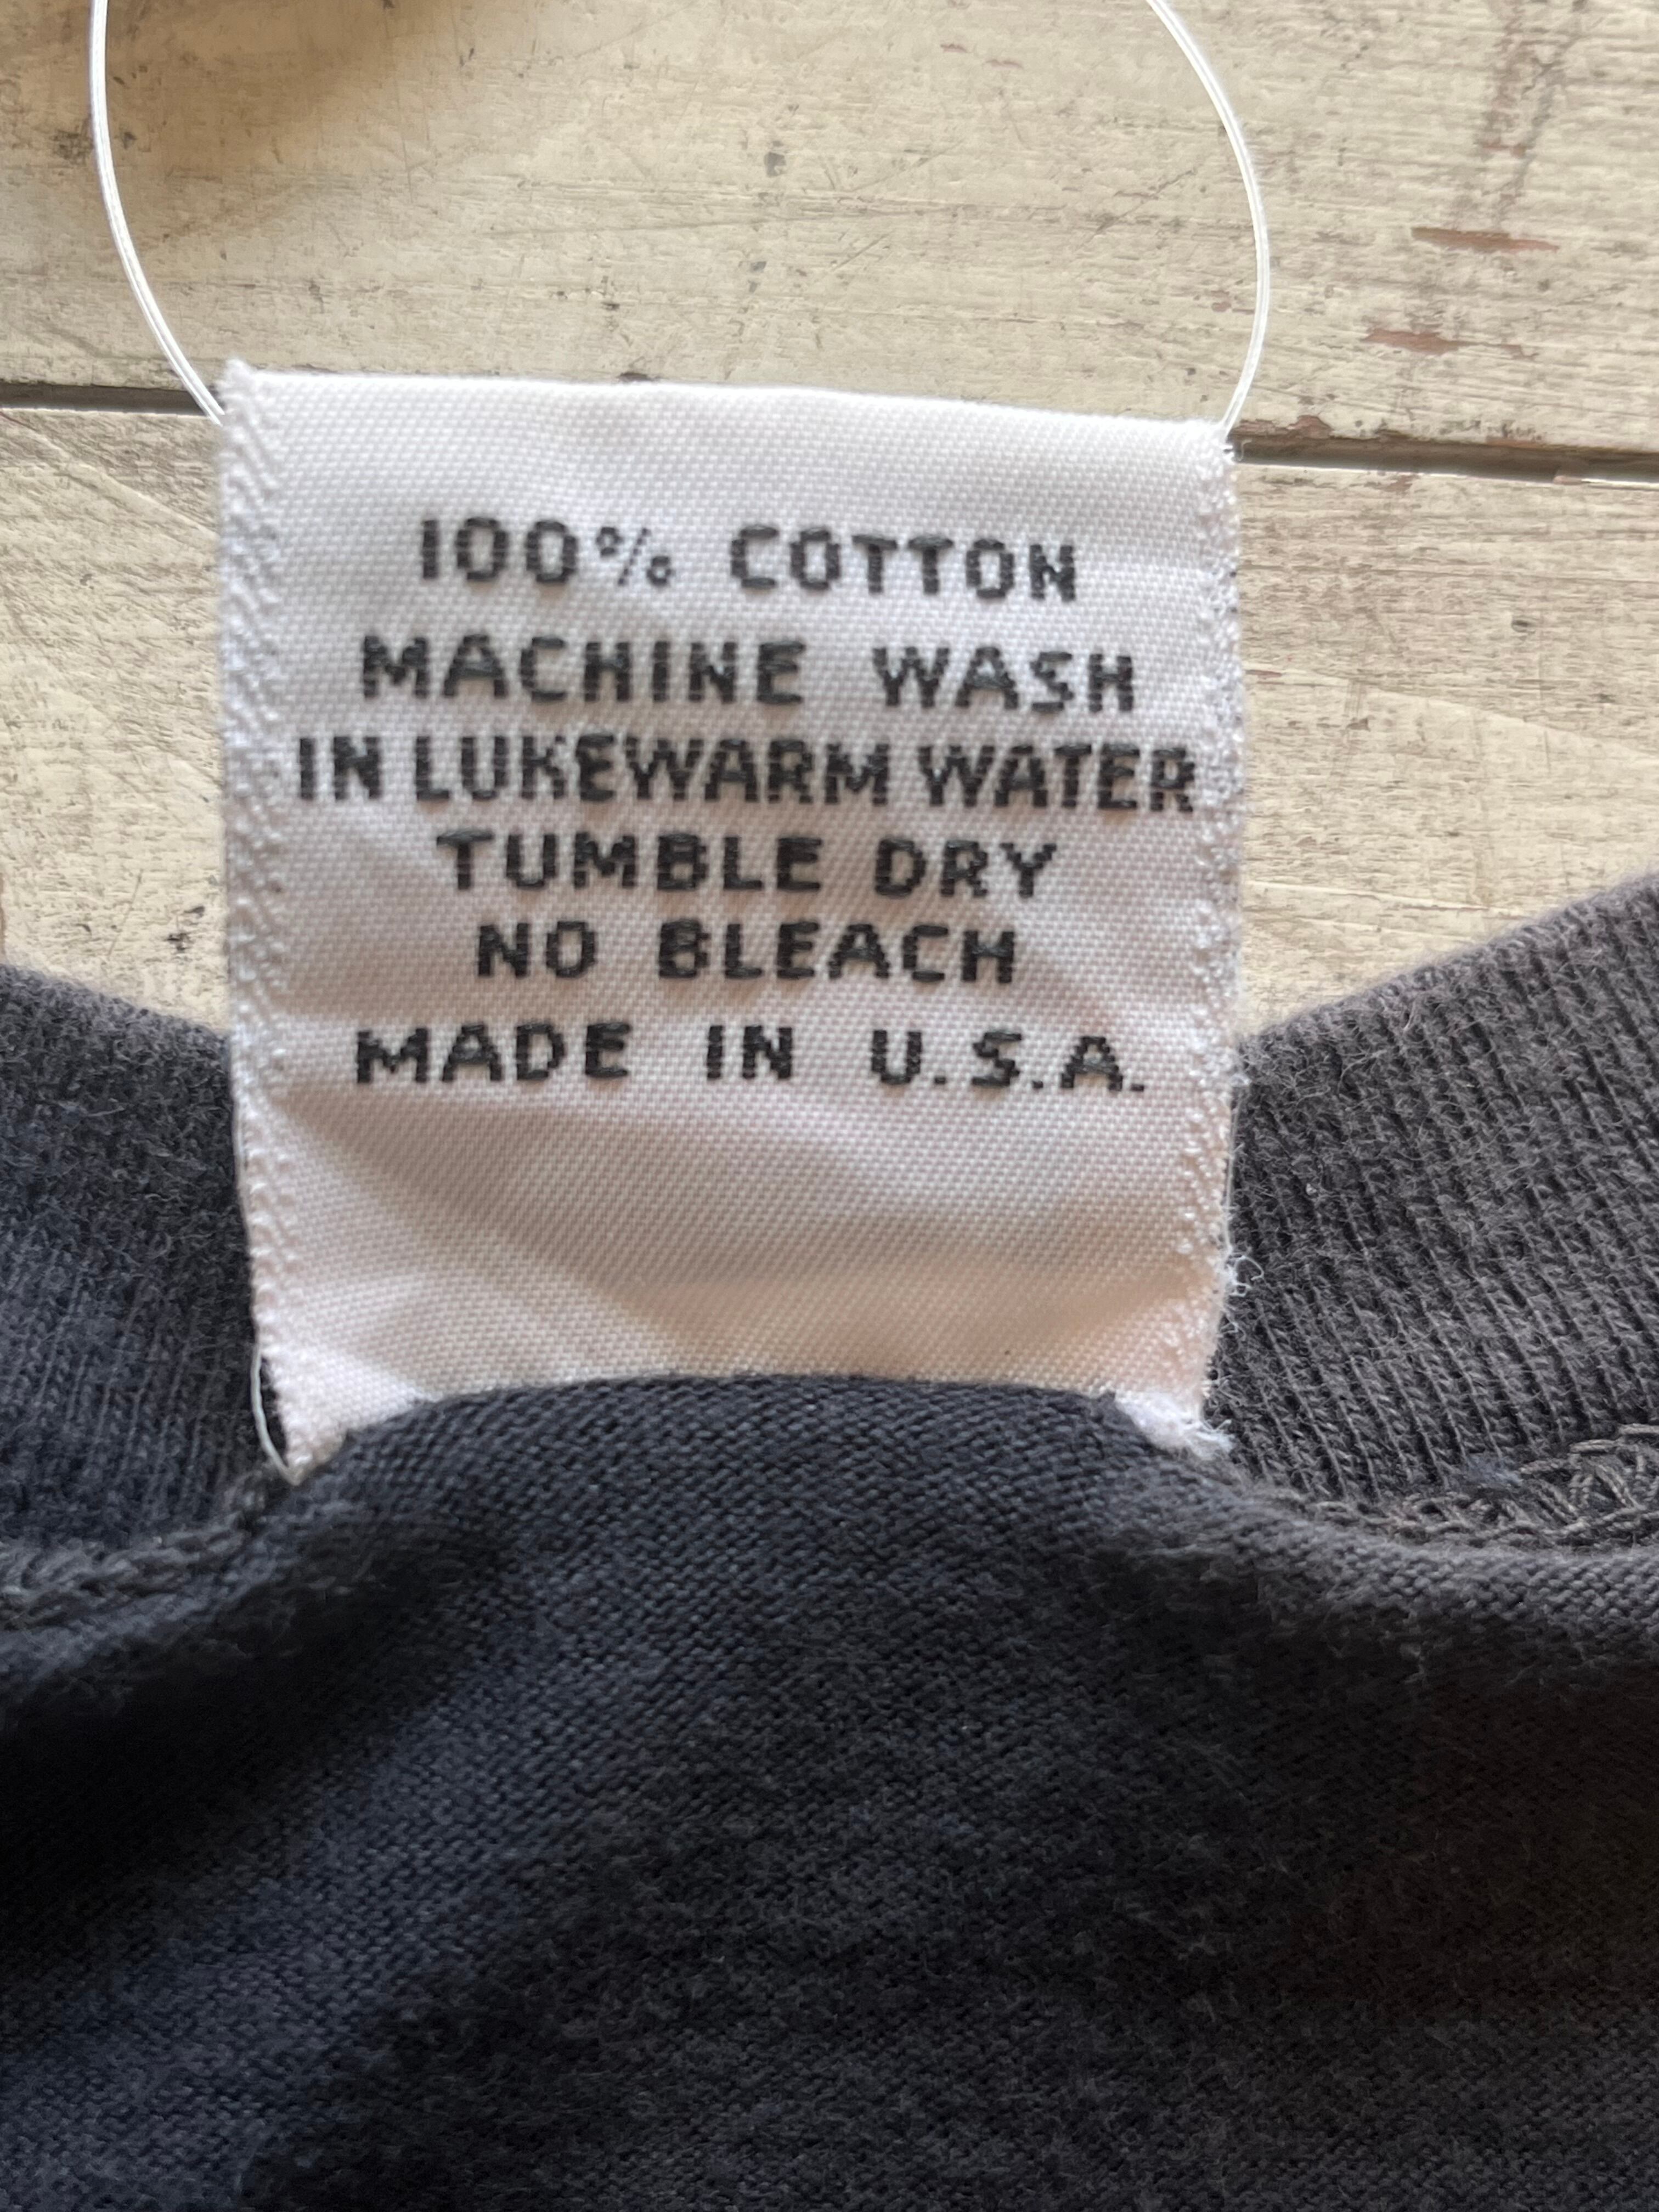 100% COTTON
MACHINE WASH
IN LUKEWARM WATER
TUMBLE DRY
NO BLEACH
MADE IN U.S.A.